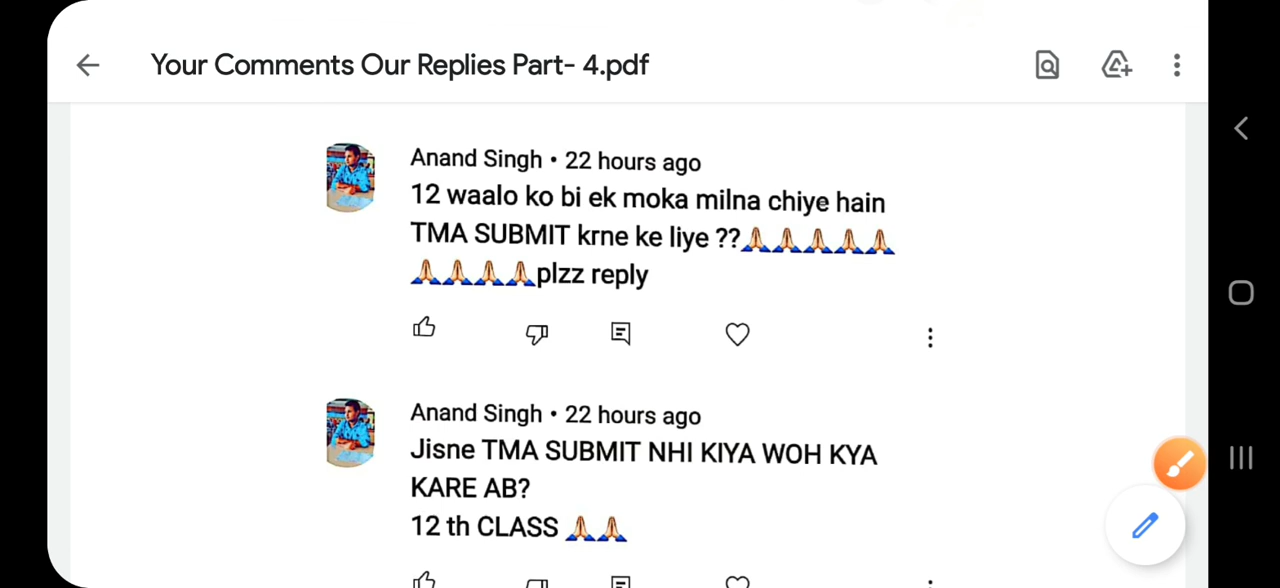 Your Comments Our Replies Part- 4.pdf
Anand Singh • 22 hours ago
12 waalo ko bi ek moka milna chiye hain
TMA SUBMIT krne ke liye ??🙏🙏🙏🙏🙏
🙏🙏🙏🙏plzz reply
Anand Singh • 22 hours ago
Jisne TMA SUBMIT NHI KIYA WOH KYA
KARE AB?
12 th CLASS 🙏🙏